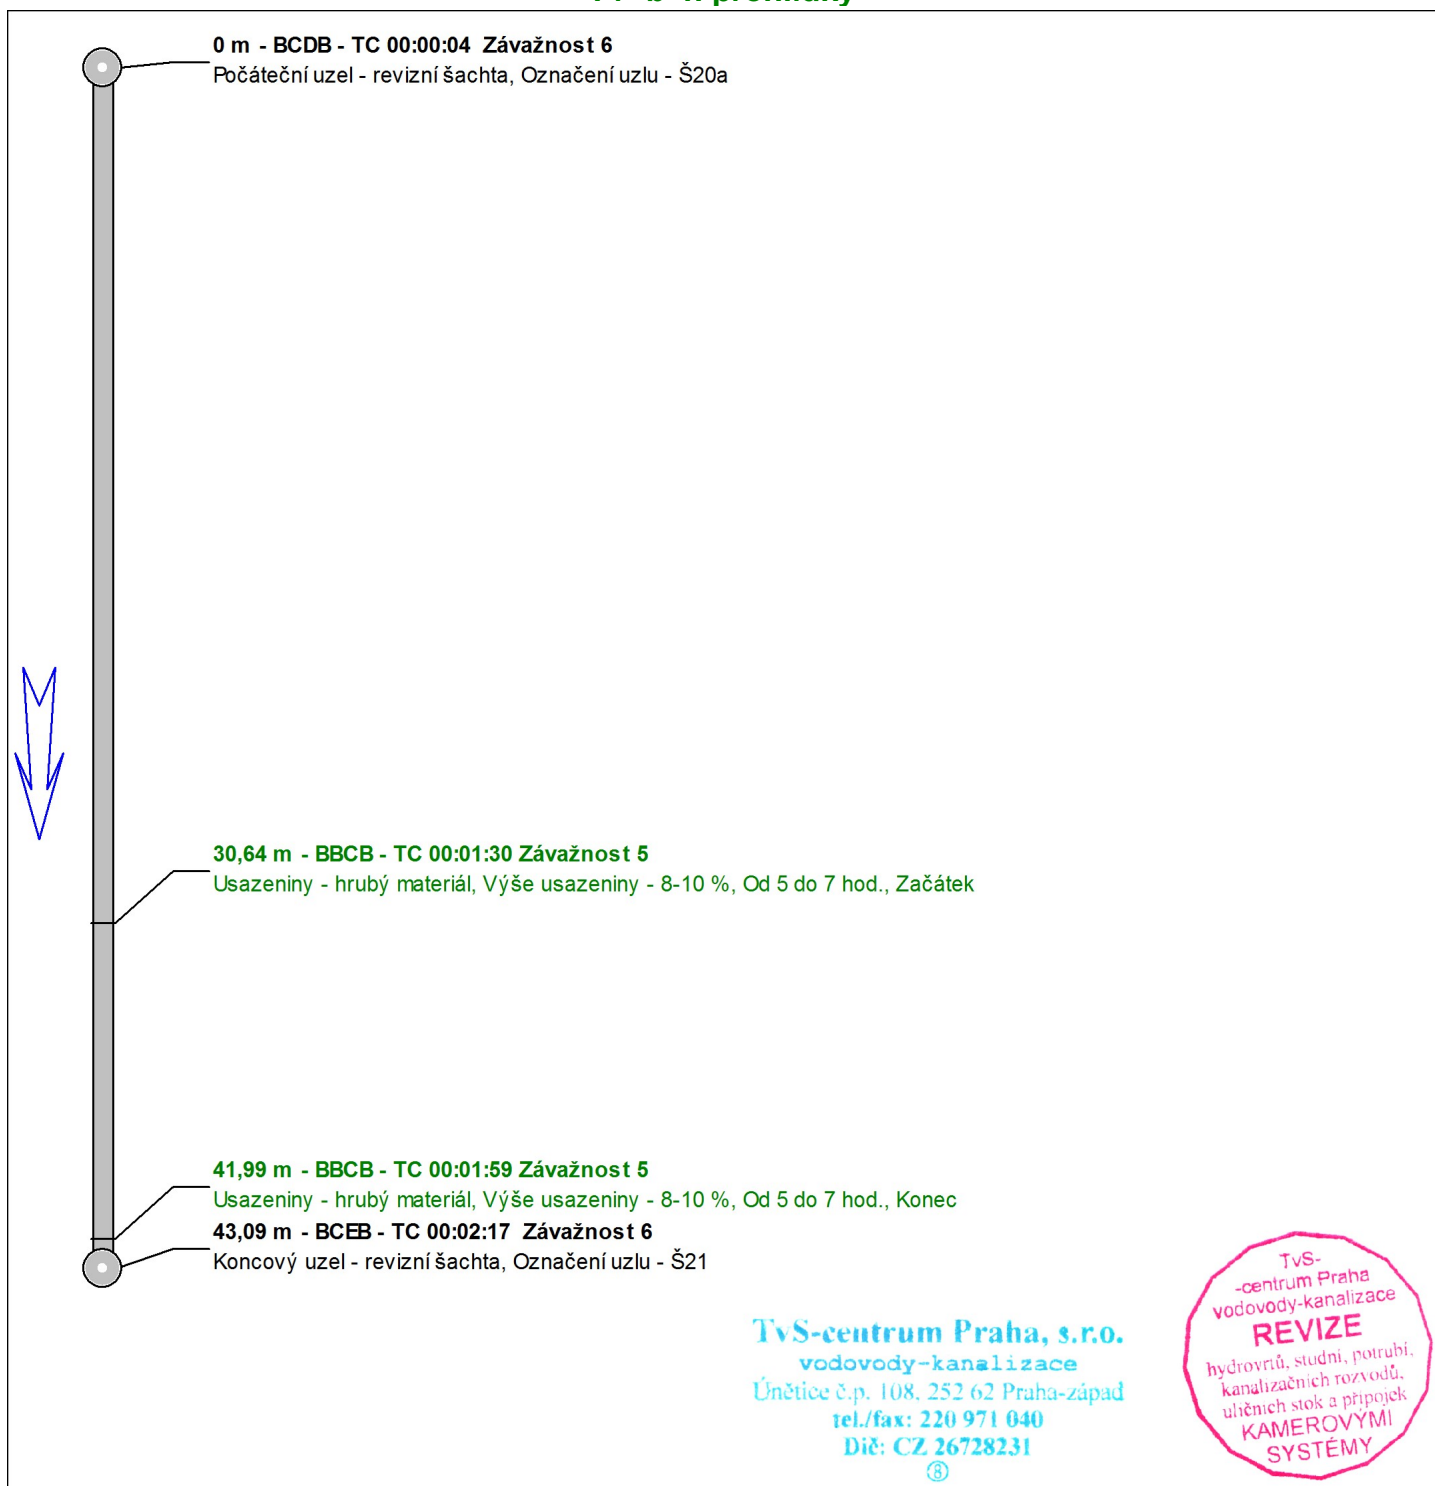 0 m - BCDB - TC 00:00:04 Závažnost 6
Počáteční uzel - revizní šachta, Označení uzlu - Š20a
30,64 m - BBCB - TC 00:01:30 Závažnost 5
Usazeniny - hrubý materiál, Výše usazeniny - 8-10 %, Od 5 do 7 hod., Začátek
41,99 m - BBCB - TC 00:01:59 Závažnost 5
Usazeniny - hrubý materiál, Výše usazeniny - 8-10 %, Od 5 do 7 hod., Konec
43,09 m - BCEB - TC 00:02:17 Závažnost 6
Koncový uzel - revizní šachta, Označení uzlu - Š21
TvS-centrum Praha, s.r.o.
vodovody-kanalizace
Únětice č.p. 108, 252 62 Praha-západ
tel./fax: 220 971 040
Dič: CZ 26728231
8
TvS-
-centrum Praha
vodovody-kanalizace
REVIZE
hydrovrtů, studní, potrubí,
kanalizačních rozvodů,
uličních stok a přípojek
KAMEROVÝMI
SYSTÉMY